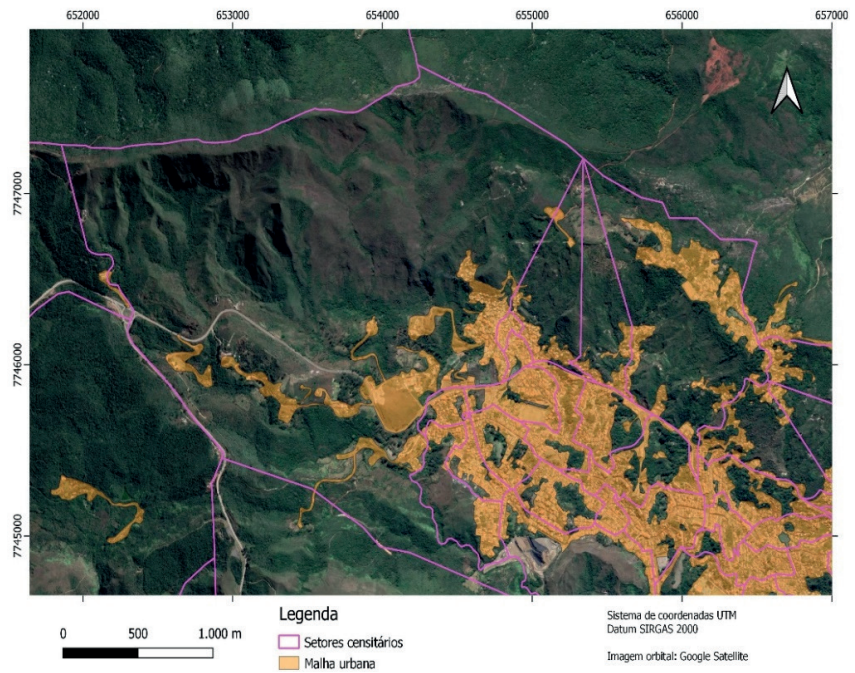 652000 653000 654000 655000 656000 657000
7747000
7746000
7745000
Legenda
Setores censitários
Malha urbana
0 500 1.000 m
Sistema de coordenadas UTM
Datum SIRGAS 2000
Imagem orbital: Google Satellite